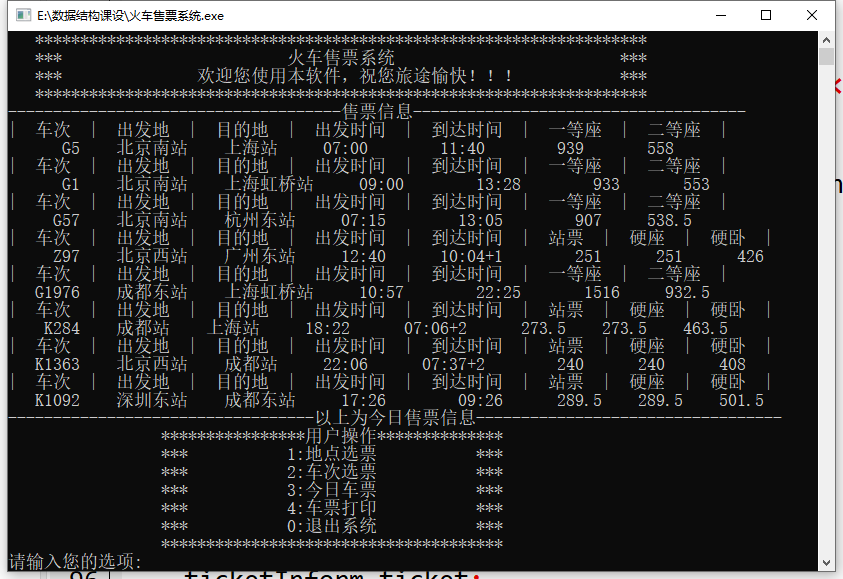 E:\数据结构课设\火车售票系统.exe
********************************************************************
*** 火车售票系统 ***
*** 欢迎您使用本软件，祝您旅途愉快！！！ ***
********************************************************************
-------------------------------------售票信息-------------------------------------
| 车次 | 出发地 | 目的地 | 出发时间 | 到达时间 | 一等座 | 二等座 |
G5 北京南站 上海站 07:00 11:40 939 558
| 车次 | 出发地 | 目的地 | 出发时间 | 到达时间 | 一等座 | 二等座 |
G1 北京南站 上海虹桥站 09:00 13:28 933 553
| 车次 | 出发地 | 目的地 | 出发时间 | 到达时间 | 一等座 | 二等座 |
G57 北京南站 杭州东站 07:15 13:05 907 538.5
| 车次 | 出发地 | 目的地 | 出发时间 | 到达时间 | 站票 | 硬座 | 硬卧 |
Z97 北京西站 广州东站 12:40 10:04+1 251 251 426
| 车次 | 出发地 | 目的地 | 出发时间 | 到达时间 | 一等座 | 二等座 |
G1976 成都东站 上海虹桥站 10:57 22:25 1516 932.5
| 车次 | 出发地 | 目的地 | 出发时间 | 到达时间 | 站票 | 硬座 | 硬卧 |
K284 成都站 上海站 18:22 07:06+2 273.5 273.5 463.5
| 车次 | 出发地 | 目的地 | 出发时间 | 到达时间 | 站票 | 硬座 | 硬卧 |
K1363 北京西站 成都站 22:06 07:37+2 240 240 408
| 车次 | 出发地 | 目的地 | 出发时间 | 到达时间 | 站票 | 硬座 | 硬卧 |
K1092 深圳东站 成都东站 17:26 09:26 289.5 289.5 501.5
----------------------------------以上为今日售票信息----------------------------------
****************用户操作**************
*** 1:地点选票 ***
*** 2:车次选票 ***
*** 3:今日车票 ***
*** 4:车票打印 ***
*** 0:退出系统 ***
**************************************
请输入您的选项: